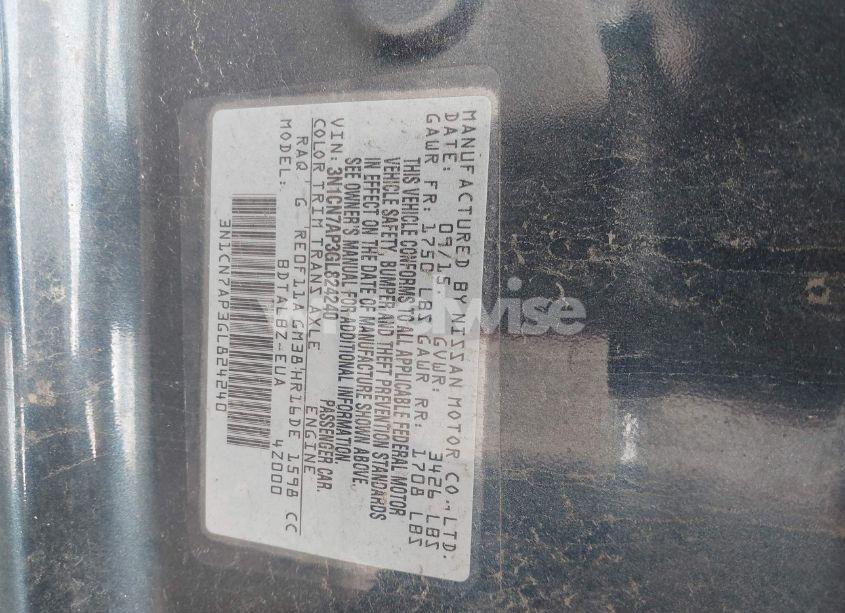 MANUFACTURED BY NISSAN MOTOR CO., LTD.
DATE: 09/15 GVWR: 3426 LBS
GAWR FR: 1750 LBS GAWR RR: 1708 LBS
THIS VEHICLE CONFORMS TO ALL APPLICABLE FEDERAL MOTOR
VEHICLE SAFETY, BUMPER AND THEFT PREVENTION STANDARDS
IN EFFECT ON THE DATE OF MANUFACTURE SHOWN ABOVE.
SEE OWNER'S MANUAL FOR ADDITIONAL INFORMATION.
VIN: 3N1CN7AP3GL824240 PASSENGER CAR.
COLOR TRIM TRANS AXLE ENGINE
RAQ G RE0F11A GM38 HR16DE 1598 CC
MODEL: BDTALBZ-EUA 4Z000
3N1CN7AP3GL824240